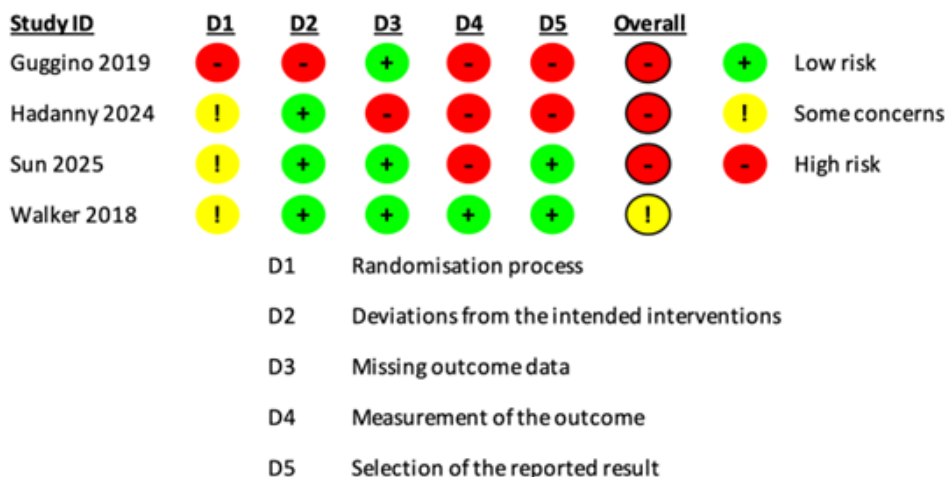 Study ID D1 D2 D3 D4 D5 Overall
Guggino 2019 - - + - - - + Low risk
Hadanny 2024 ! + - - - - ! Some concerns
Sun 2025 ! + + - + - - High risk
Walker 2018 ! + + + + !
D1 Randomisation process
D2 Deviations from the intended interventions
D3 Missing outcome data
D4 Measurement of the outcome
D5 Selection of the reported result